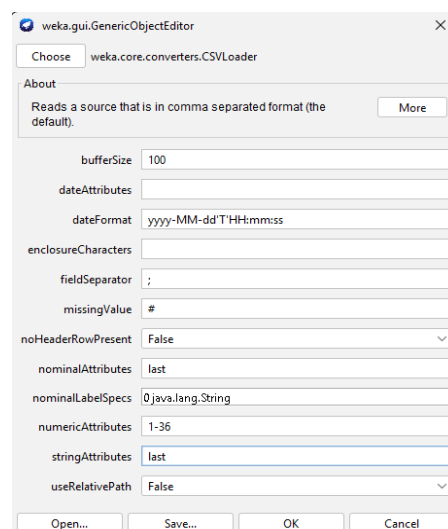 weka.gui.GenericObjectEditor
Choose weka.core.converters.CSVLoader
About
Reads a source that is in comma separated format (the
default).
More
bufferSize 100
dateAttributes
dateFormat yyyy-MM-dd'T'HH:mm:ss
enclosureCharacters
fieldSeparator ;
missingValue #
noHeaderRowPresent False
nominalAttributes last
nominalLabelSpecs 0 java.lang.String
numericAttributes 1-36
stringAttributes last
useRelativePath False
Open... Save... OK Cancel